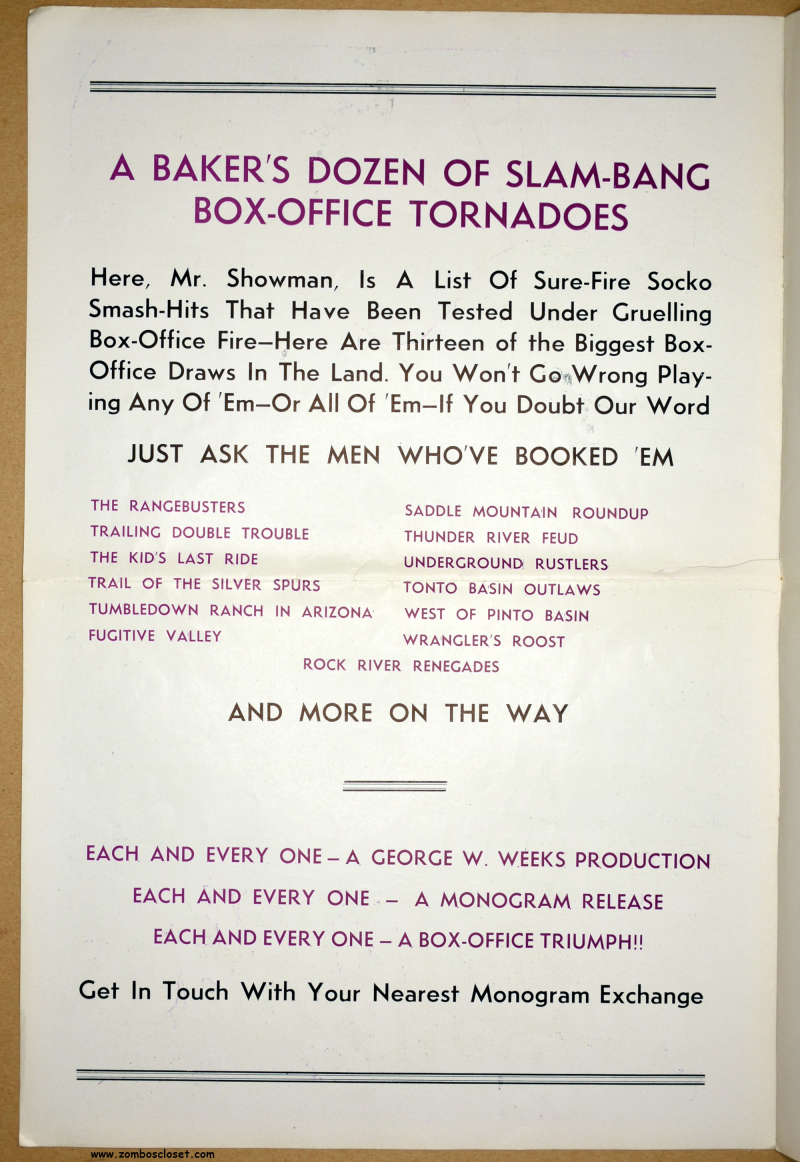 A BAKER'S DOZEN OF SLAM-BANG
BOX-OFFICE TORNADOES
Here, Mr. Showman, Is A List Of Sure-Fire Socko
Smash-Hits That Have Been Tested Under Gruelling
Box-Office Fire—Here Are Thirteen of the Biggest Box-
Office Draws In The Land. You Won't Go Wrong Play-
ing Any Of 'Em—Or All Of 'Em—If You Doubt Our Word
JUST ASK THE MEN WHO'VE BOOKED 'EM
THE RANGEBUSTERS
TRAILING DOUBLE TROUBLE
THE KID'S LAST RIDE
TRAIL OF THE SILVER SPURS
TUMBLEDOWN RANCH IN ARIZONA
FUGITIVE VALLEY
SADDLE MOUNTAIN ROUNDUP
THUNDER RIVER FEUD
UNDERGROUND RUSTLERS
TONTO BASIN OUTLAWS
WEST OF PINTO BASIN
WRANGLER'S ROOST
ROCK RIVER RENEGADES
AND MORE ON THE WAY
EACH AND EVERY ONE – A GEORGE W. WEEKS PRODUCTION
EACH AND EVERY ONE – A MONOGRAM RELEASE
EACH AND EVERY ONE – A BOX-OFFICE TRIUMPH!!
Get In Touch With Your Nearest Monogram Exchange
www.zomboscloset.com